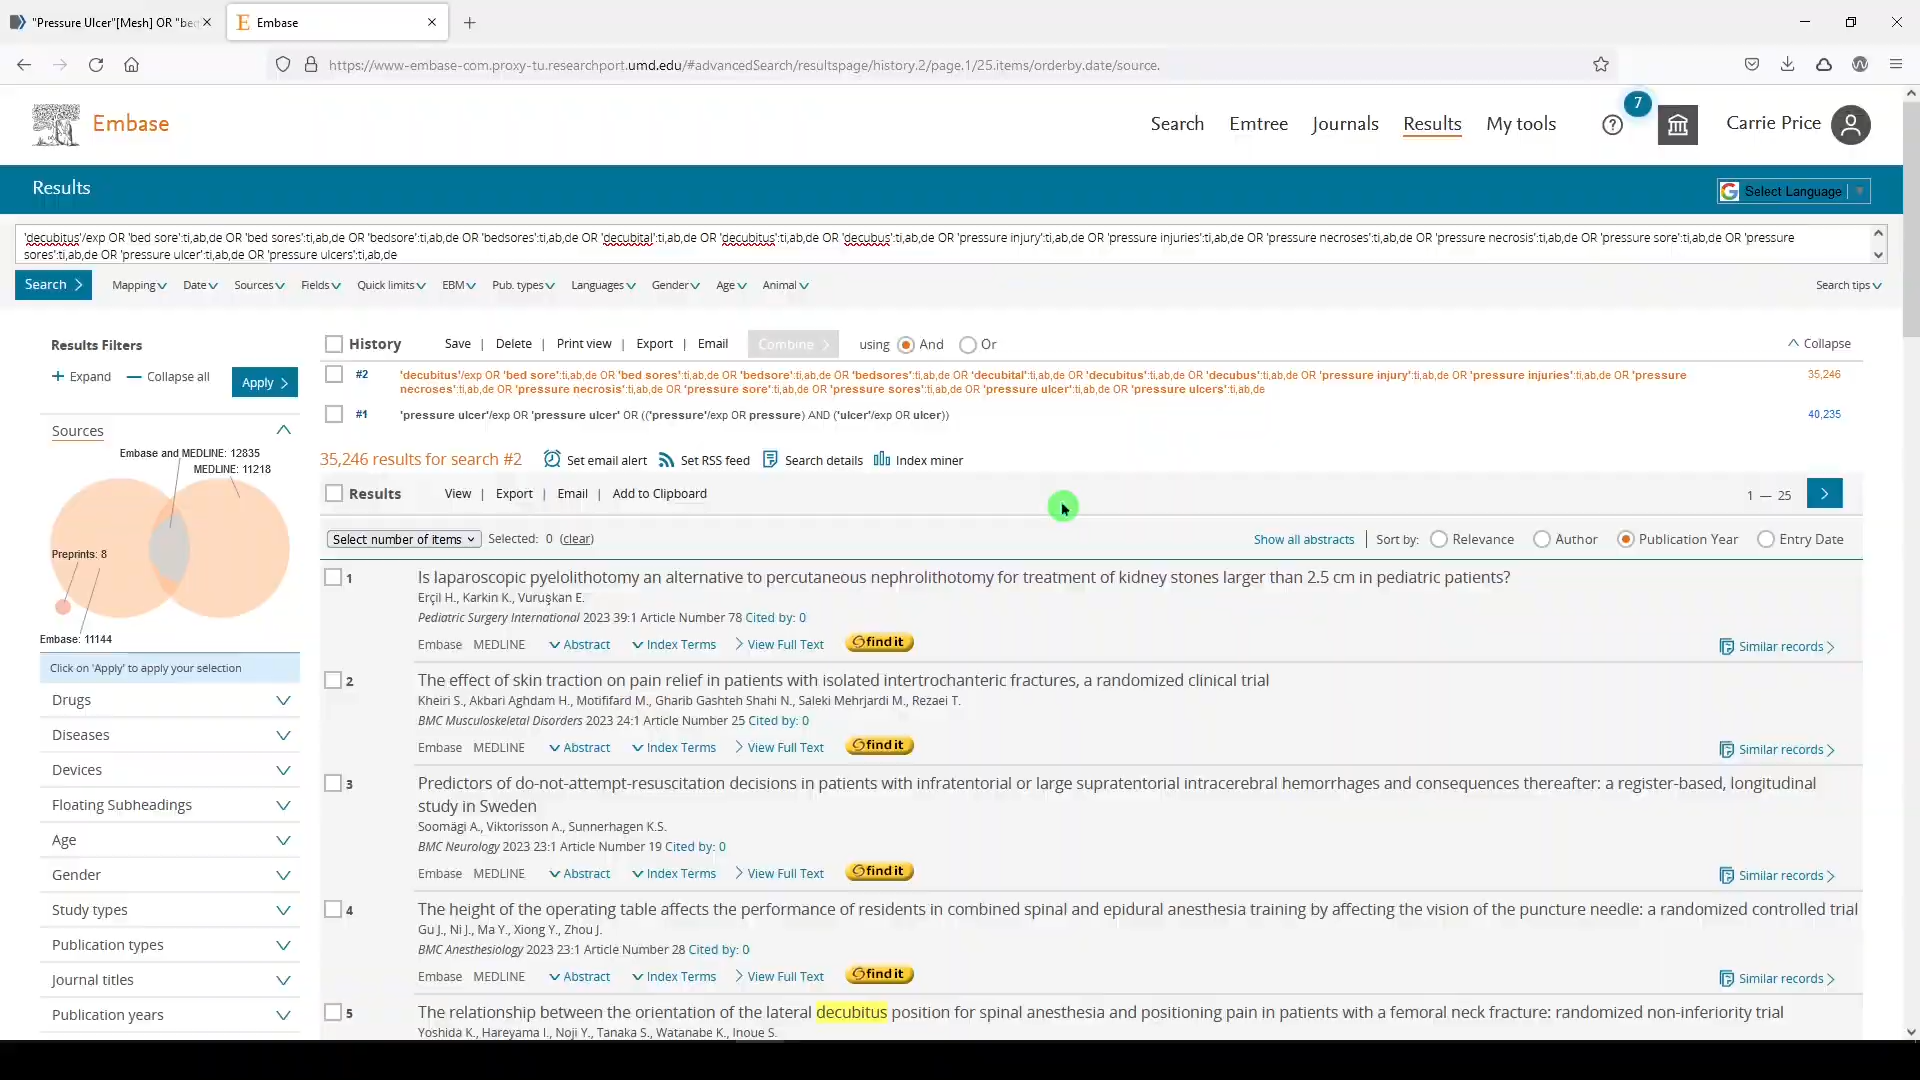 "Pressure Ulcer"[Mesh] OR "bed
Embase
https://www-embase-com.proxy-tu.researchport.umd.edu/#advancedSearch/resultspage/history.2/page.1/25.items/orderby.date/source.
Embase
Search
Emtree
Journals
Results
My tools
7
Carrie Price
Results
Select Language
'decubitus'/exp OR 'bed sore':ti,ab,de OR 'bed sores':ti,ab,de OR 'bedsore':ti,ab,de OR 'bedsores':ti,ab,de OR 'decubital':ti,ab,de OR 'decubitus':ti,ab,de OR 'decubus':ti,ab,de OR 'pressure injury':ti,ab,de OR 'pressure injuries':ti,ab,de OR 'pressure necroses':ti,ab,de OR 'pressure necrosis':ti,ab,de OR 'pressure sore':ti,ab,de OR 'pressure
sores':ti,ab,de OR 'pressure ulcer':ti,ab,de OR 'pressure ulcers':ti,ab,de
Search
Mapping
Date
Sources
Fields
Quick limits
EBM
Pub. types
Languages
Gender
Age
Animal
Search tips
Results Filters
Expand
Collapse all
Apply
Sources
Embase and MEDLINE: 12835
MEDLINE: 11218
Preprints: 8
Embase: 11144
Click on 'Apply' to apply your selection
Drugs
Diseases
Devices
Floating Subheadings
Age
Gender
Study types
Publication types
Journal titles
Publication years
History
Save | Delete | Print view | Export | Email
Combine
using And Or
Collapse
#2 'decubitus'/exp OR 'bed sore':ti,ab,de OR 'bed sores':ti,ab,de OR 'bedsore':ti,ab,de OR 'bedsores':ti,ab,de OR 'decubital':ti,ab,de OR 'decubitus':ti,ab,de OR 'decubus':ti,ab,de OR 'pressure injury':ti,ab,de OR 'pressure injuries':ti,ab,de OR 'pressure 35,246
necroses':ti,ab,de OR 'pressure necrosis':ti,ab,de OR 'pressure sore':ti,ab,de OR 'pressure sores':ti,ab,de OR 'pressure ulcer':ti,ab,de OR 'pressure ulcers':ti,ab,de
#1 'pressure ulcer'/exp OR 'pressure ulcer' OR (('pressure'/exp OR pressure) AND ('ulcer'/exp OR ulcer)) 40,235
35,246 results for search #2
Set email alert
Set RSS feed
Search details
Index miner
Results
View | Export | Email | Add to Clipboard
1 — 25
Select number of items
Selected: 0 (clear)
Show all abstracts | Sort by: Relevance Author Publication Year Entry Date
1 Is laparoscopic pyelolithotomy an alternative to percutaneous nephrolithotomy for treatment of kidney stones larger than 2.5 cm in pediatric patients?
Erçil H., Karkin K., Vuruşkan E.
Pediatric Surgery International 2023 39:1 Article Number 78 Cited by: 0
Embase MEDLINE Abstract Index Terms View Full Text find it Similar records
2 The effect of skin traction on pain relief in patients with isolated intertrochanteric fractures, a randomized clinical trial
Kheiri S., Akbari Aghdam H., Motififard M., Gharib Gashteh Shahi N., Saleki Mehrjardi M., Rezaei T.
BMC Musculoskeletal Disorders 2023 24:1 Article Number 25 Cited by: 0
Embase MEDLINE Abstract Index Terms View Full Text find it Similar records
3 Predictors of do-not-attempt-resuscitation decisions in patients with infratentorial or large supratentorial intracerebral hemorrhages and consequences thereafter: a register-based, longitudinal
study in Sweden
Soomägi A., Viktorisson A., Sunnerhagen K.S.
BMC Neurology 2023 23:1 Article Number 19 Cited by: 0
Embase MEDLINE Abstract Index Terms View Full Text find it Similar records
4 The height of the operating table affects the performance of residents in combined spinal and epidural anesthesia training by affecting the vision of the puncture needle: a randomized controlled trial
Gu J., Ni J., Ma Y., Xiong Y., Zhou J.
BMC Anesthesiology 2023 23:1 Article Number 28 Cited by: 0
Embase MEDLINE Abstract Index Terms View Full Text find it Similar records
5 The relationship between the orientation of the lateral decubitus position for spinal anesthesia and positioning pain in patients with a femoral neck fracture: randomized non-inferiority trial
Yoshida K., Hareyama I., Noji Y., Tanaka S., Watanabe K., Inoue S.